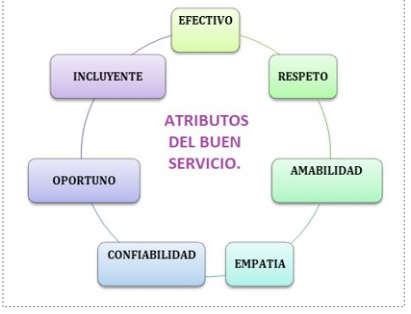 EFECTIVO
RESPETO
AMABILIDAD
EMPATIA
CONFIABILIDAD
OPORTUNO
INCLUYENTE
ATRIBUTOS
DEL BUEN
SERVICIO.